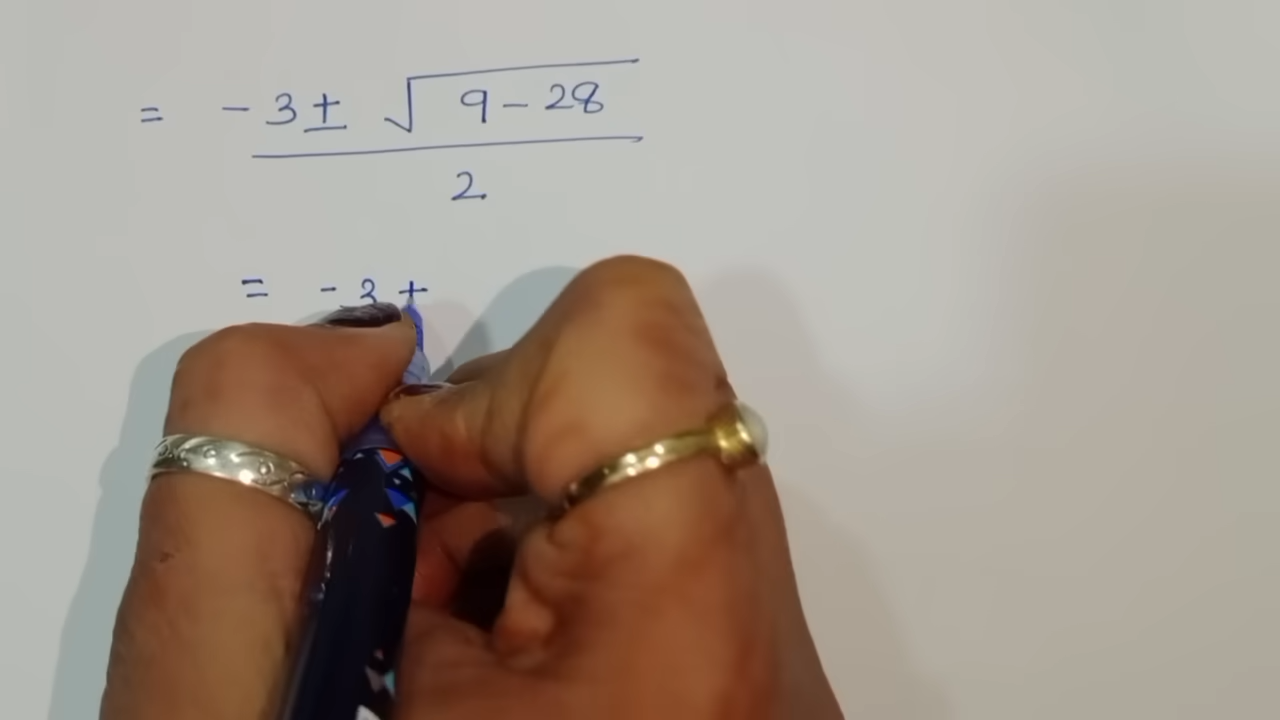 = -3 ± √9-28
2
= -3 +